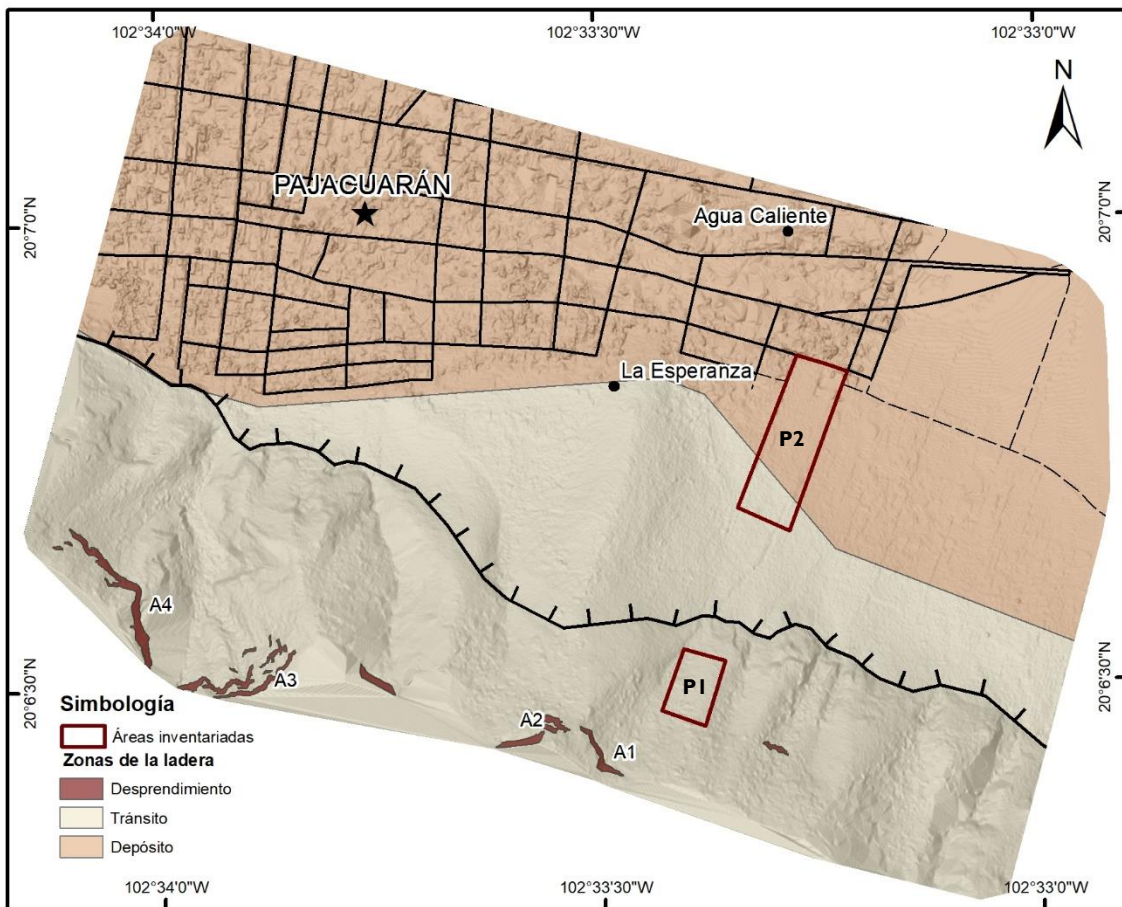 102°34'0"W
102°33'30"W
102°33'0"W
N
PAJACUARÁN
Agua Caliente
20°7'0"N
20°7'0"N
La Esperanza
P2
A4
A3
P1
20°6'30"N
20°6'30"N
A2
A1
Simbología
Áreas inventariadas
Zonas de la ladera
Desprendimiento
Tránsito
Depósito
102°34'0"W
102°33'30"W
102°33'0"W